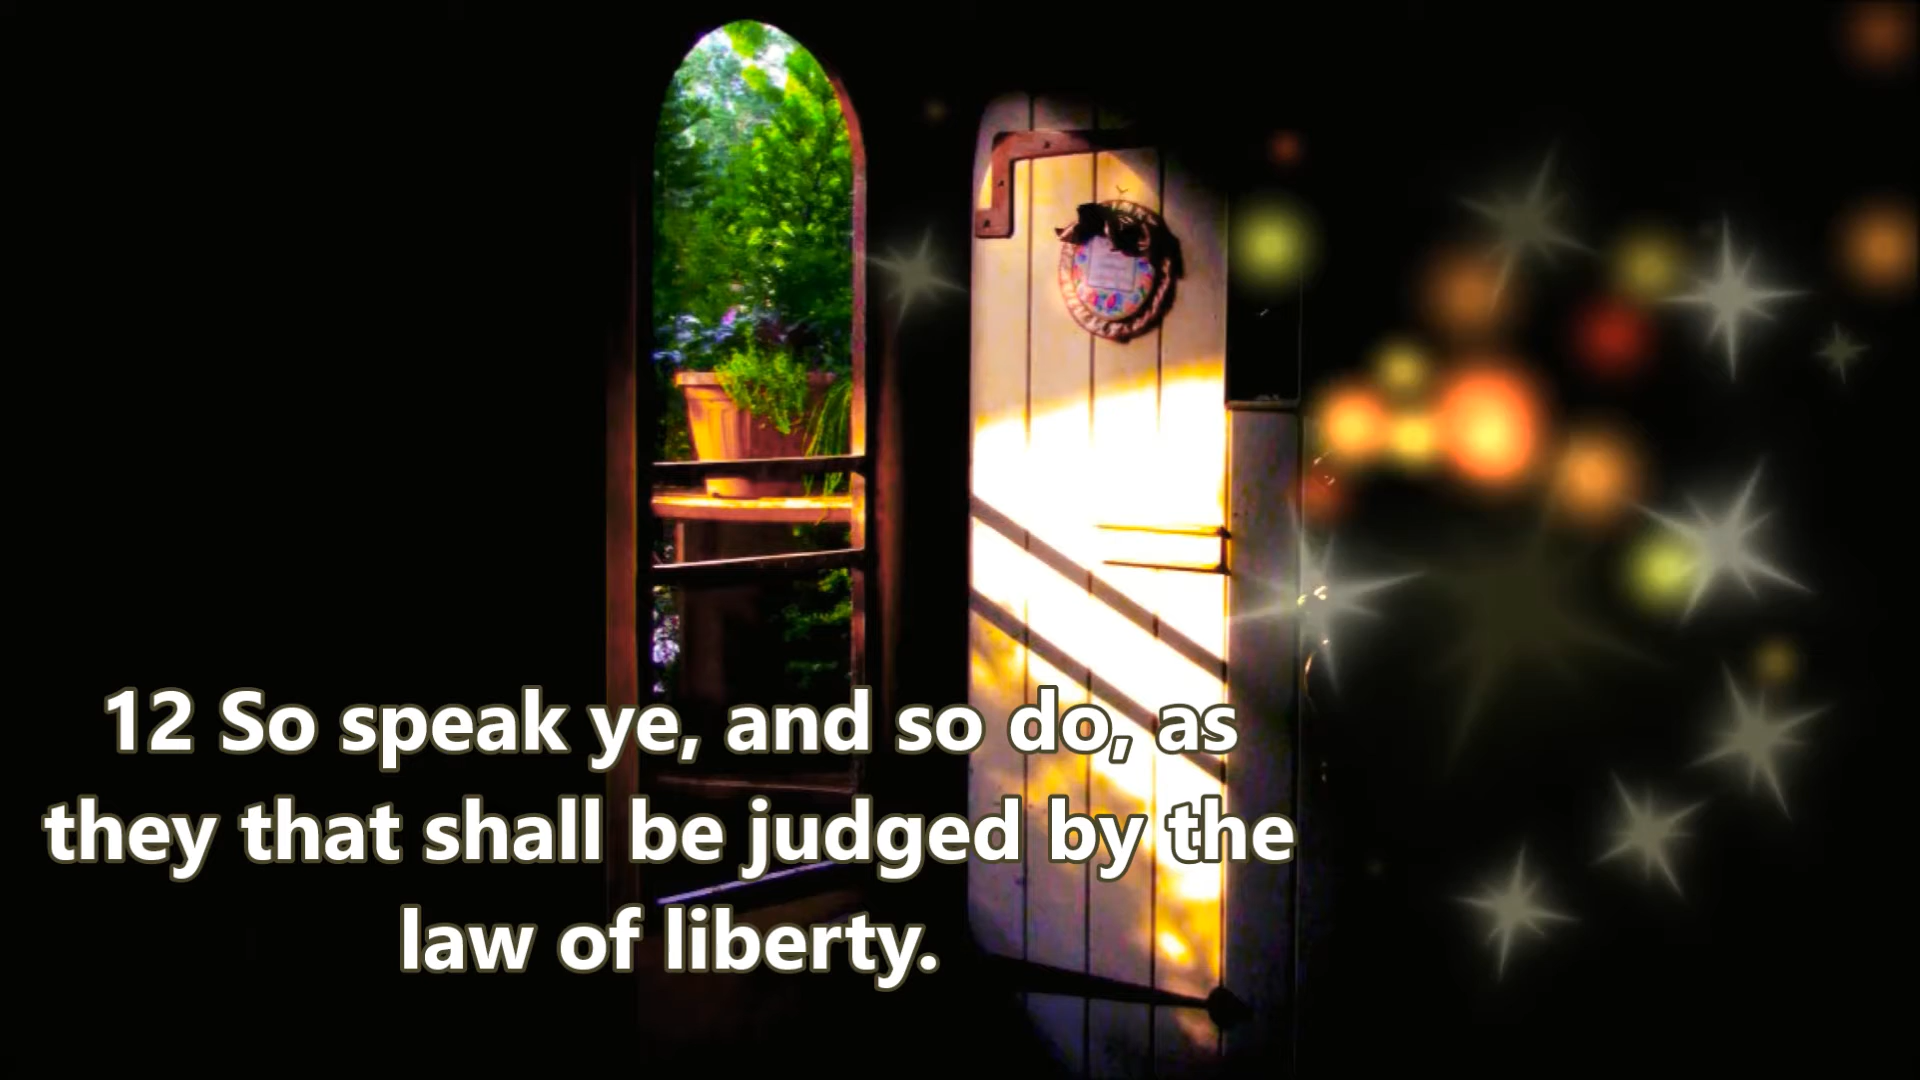 12 So speak ye, and so do, as
they that shall be judged by the
law of liberty.